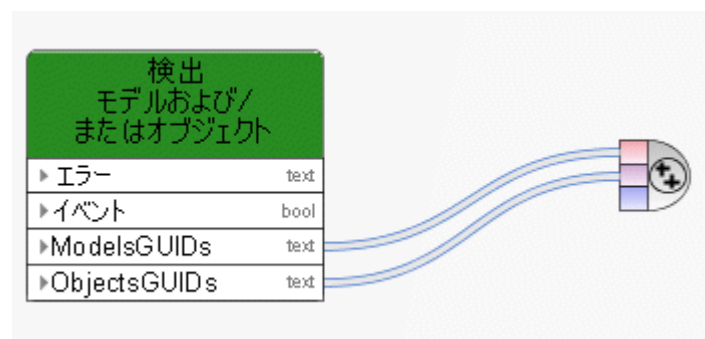 検出
モデルおよび/
またはオブジェクト
エラー text
イベント bool
ModelsGUIDs text
ObjectsGUIDs text